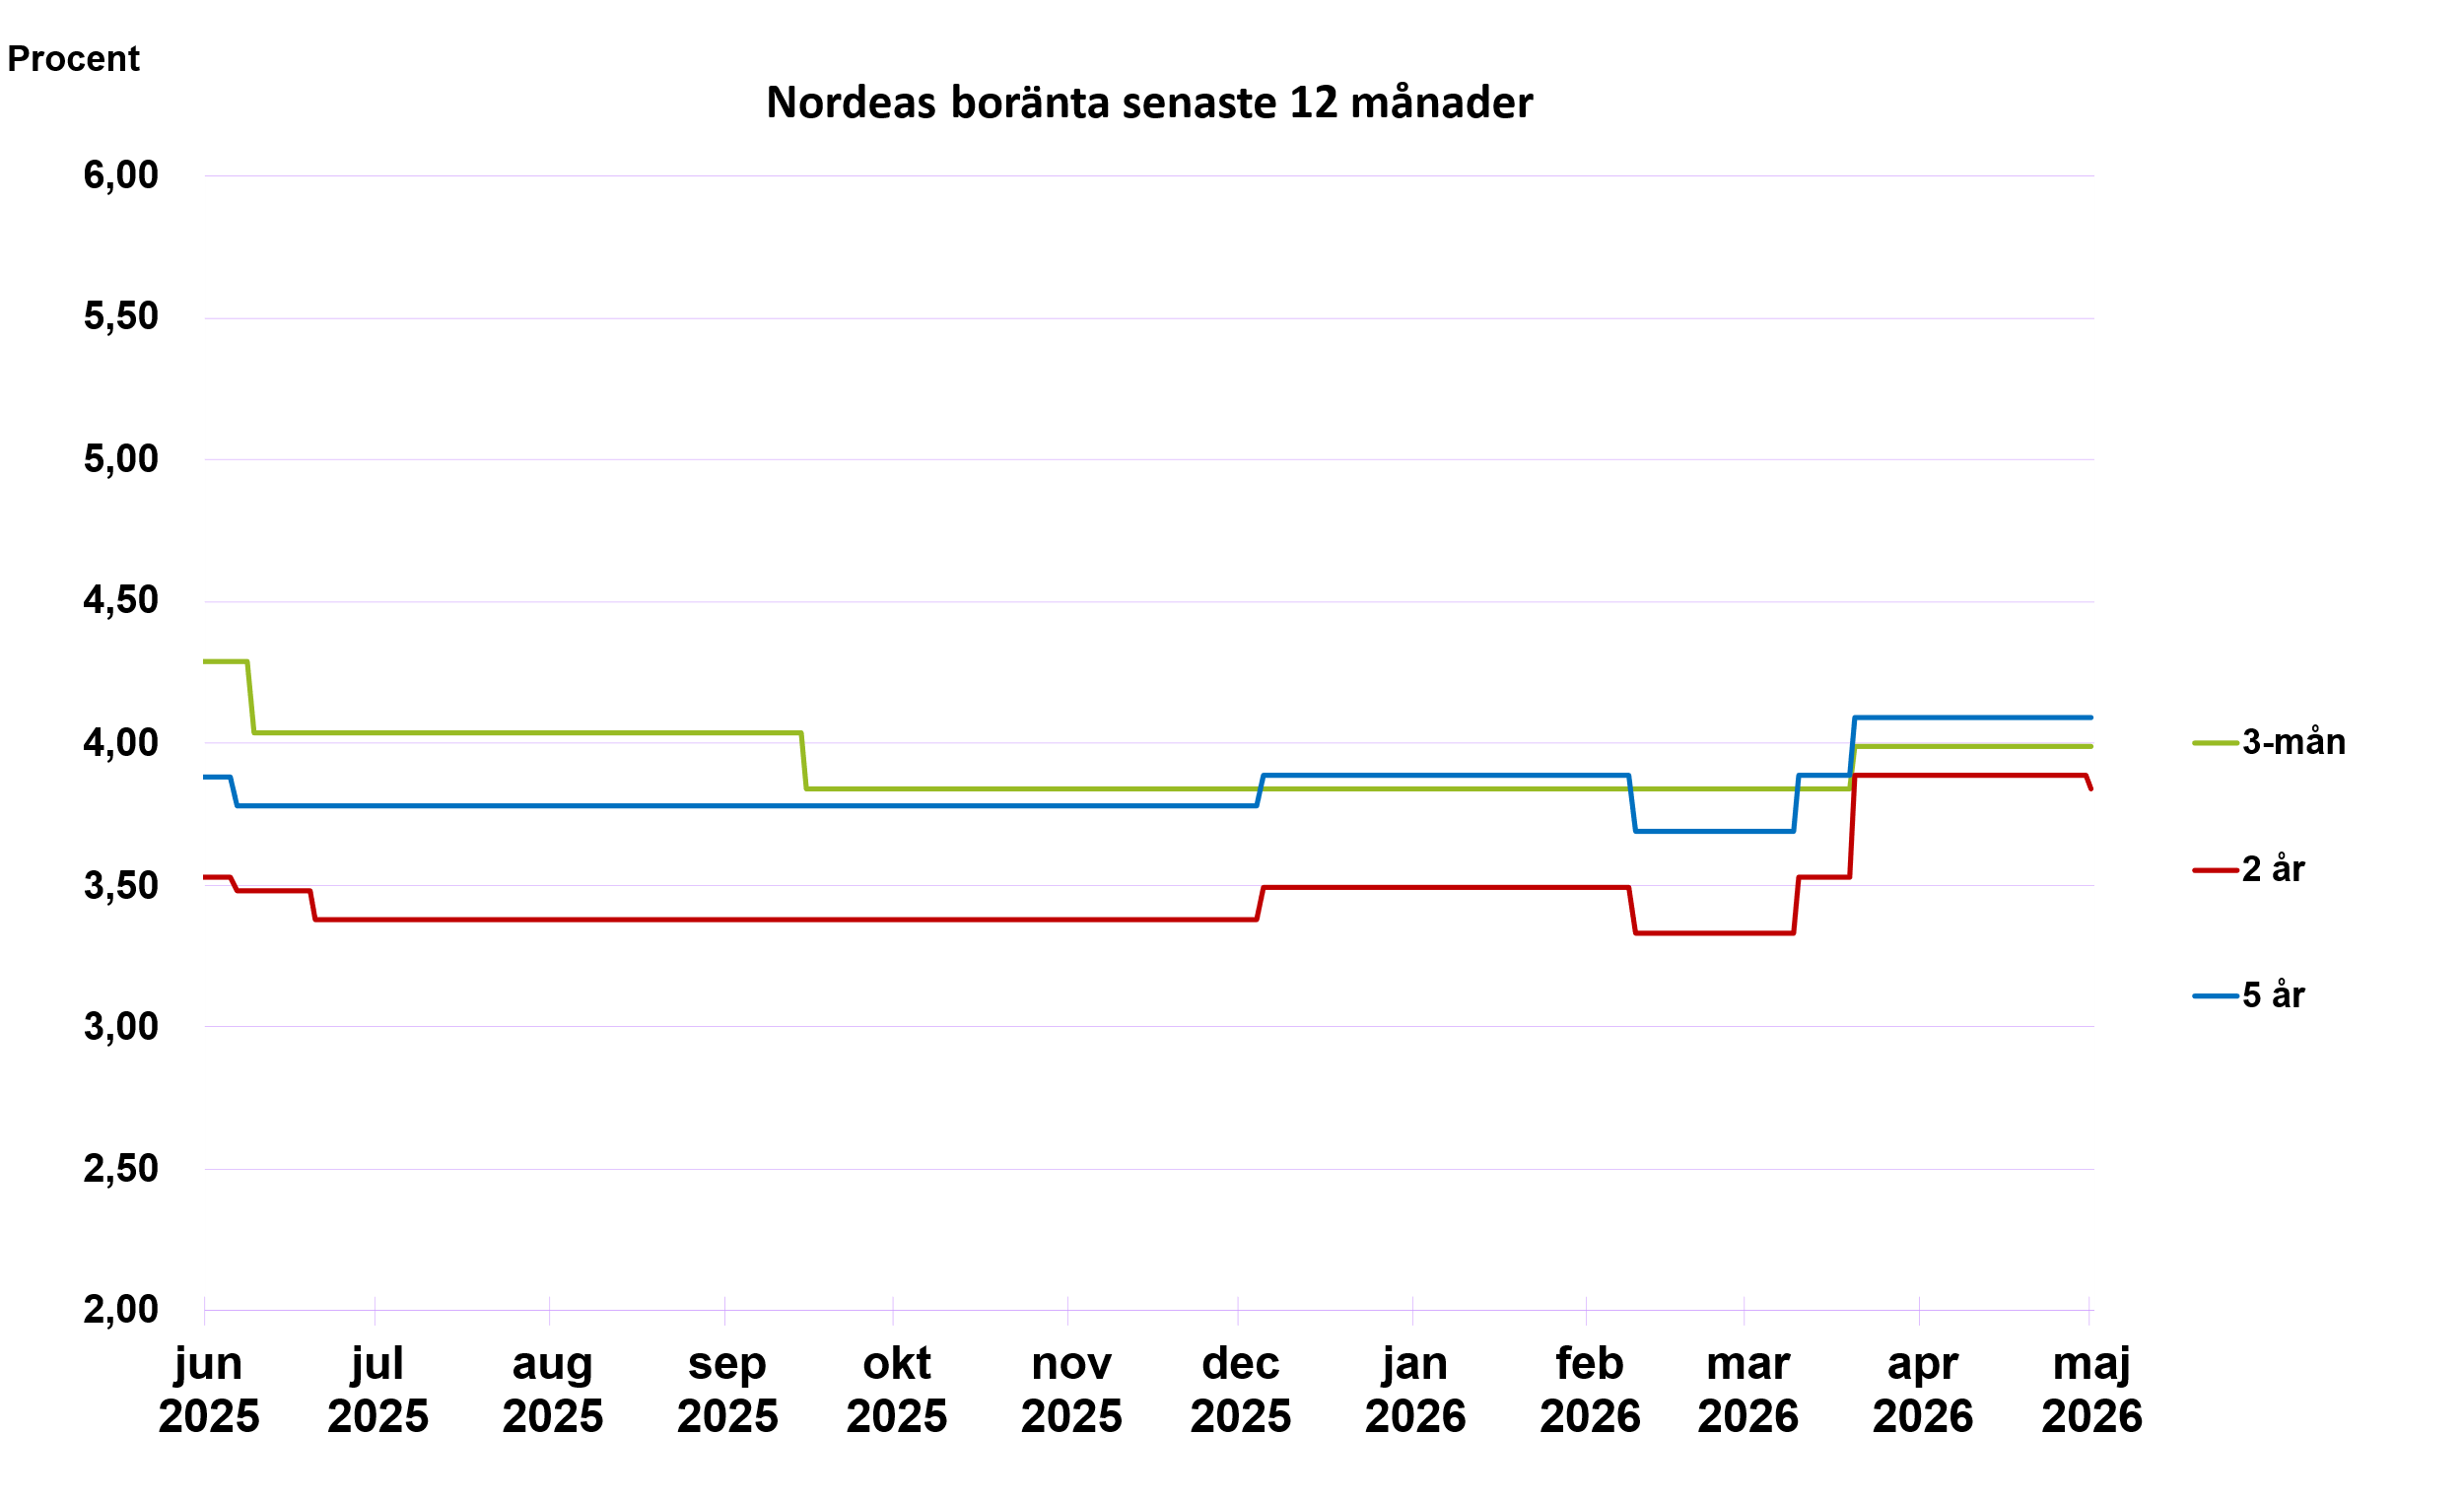 Procent
Nordeas boränta senaste 12 månader
6,00
5,50
5,00
4,50
4,00
3,50
3,00
2,50
2,00
jun
2025
jul
2025
aug
2025
sep
2025
okt
2025
nov
2025
dec
2025
jan
2026
feb
2026
mar
2026
apr
2026
maj
2026
3-mån
2 år
5 år